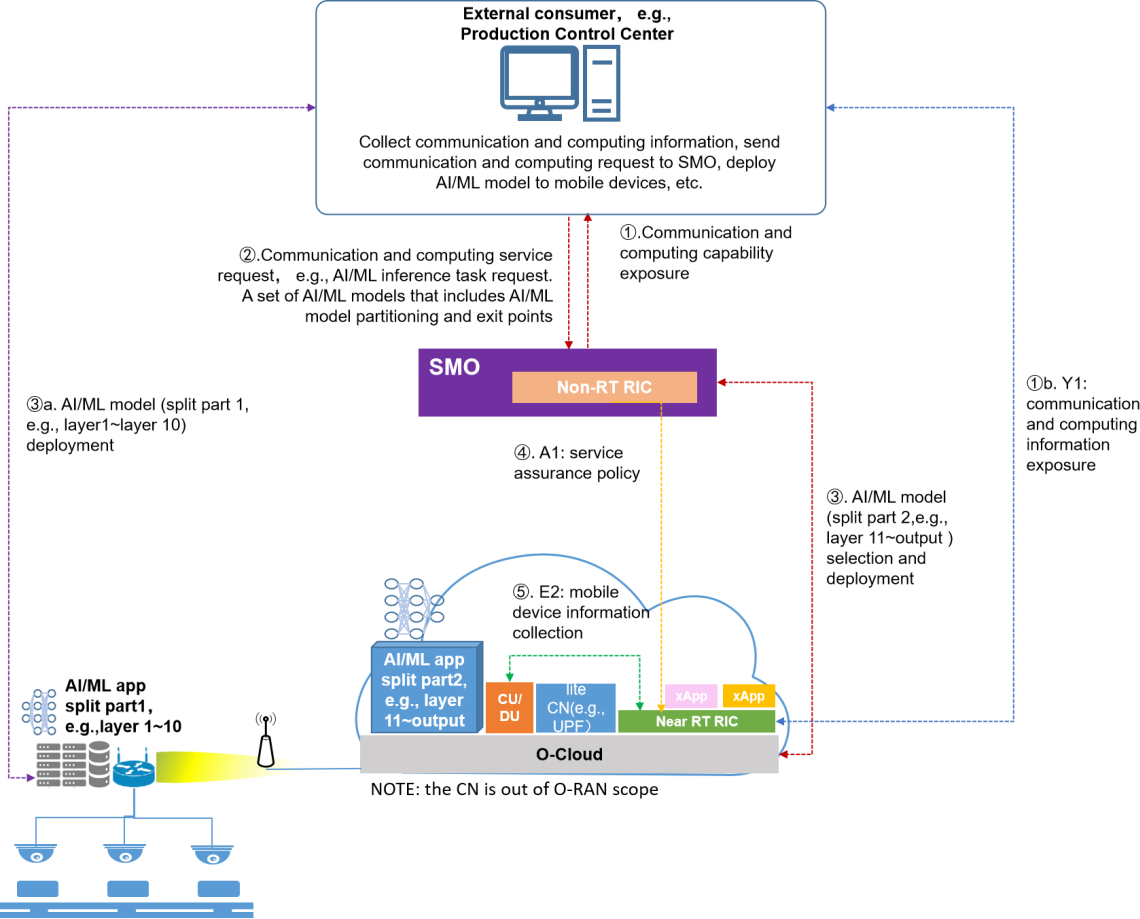 External consumer， e.g.,
Production Control Center
Collect communication and computing information, send
communication and computing request to SMO, deploy
AI/ML model to mobile devices, etc.
①.Communication and
computing capability
exposure
②.Communication and computing service
request， e.g., AI/ML inference task request.
A set of AI/ML models that includes AI/ML
model partitioning and exit points
SMO
Non-RT RIC
③a. AI/ML model (split part 1,
e.g., layer1~layer 10)
deployment
①b. Y1:
communication
and computing
information
exposure
④. A1: service
assurance policy
③. AI/ML model
(split part 2,e.g.,
layer 11~output )
selection and
deployment
⑤. E2: mobile
device information
collection
AI/ML app
split part2,
e.g., layer
11~output
CU/
DU
lite
CN(e.g.,
UPF）
xApp
xApp
Near RT RIC
O-Cloud
NOTE: the CN is out of O-RAN scope
AI/ML app
split part1，
e.g.,layer 1~10